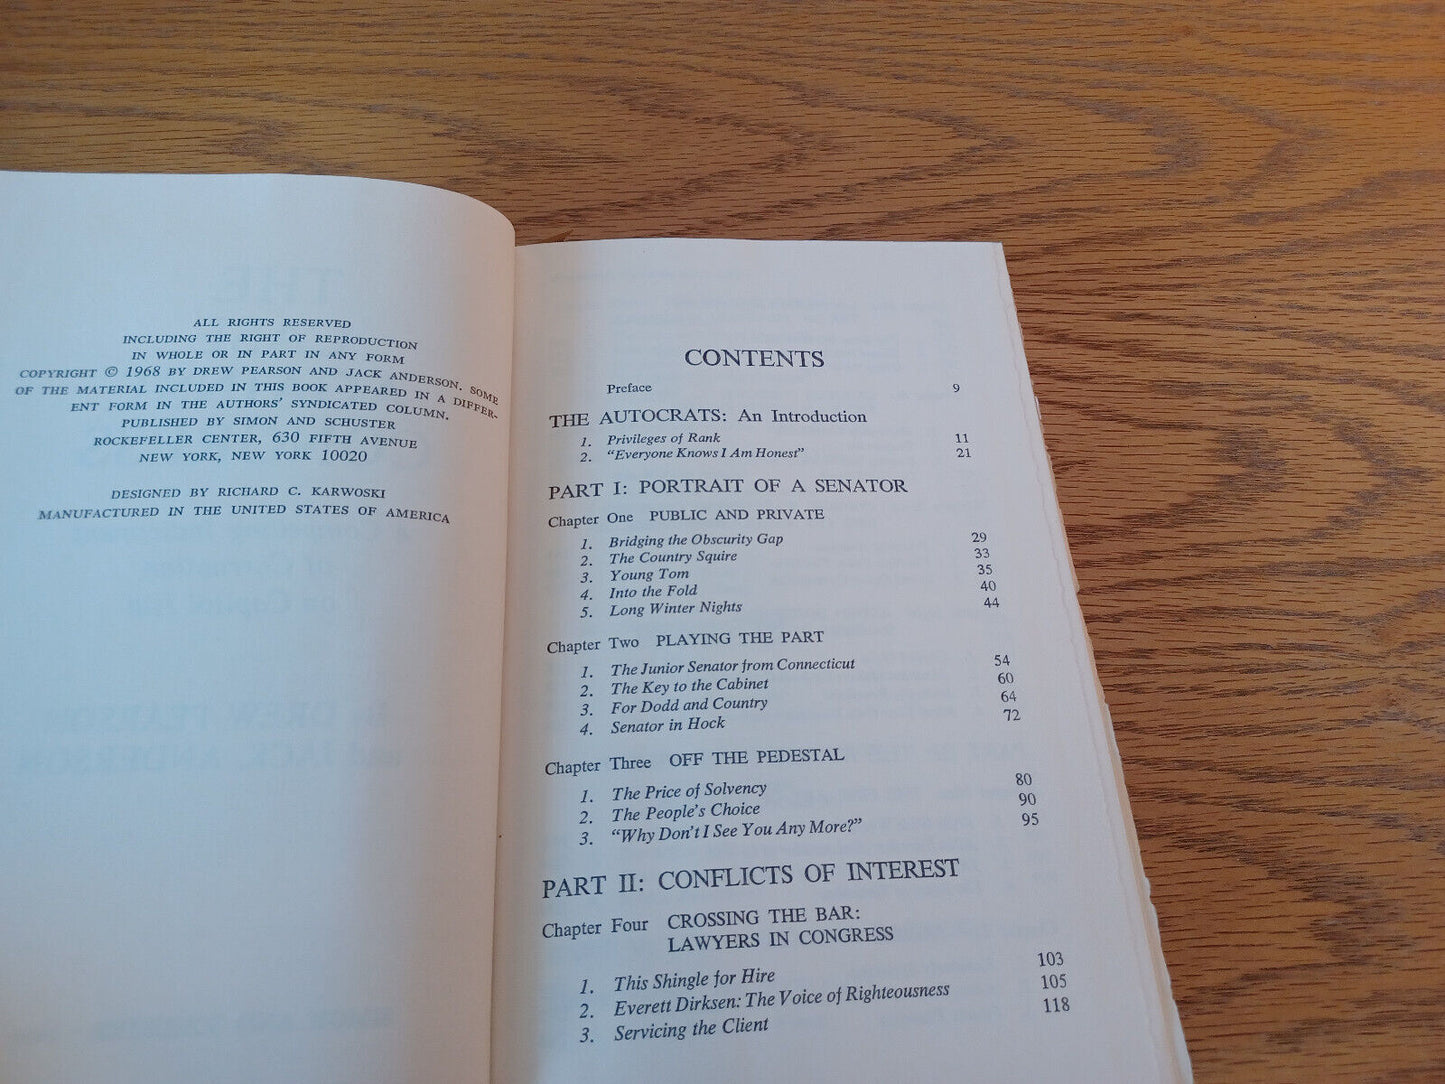 ALL RIGHTS RESERVED
INCLUDING THE RIGHT OF REPRODUCTION
IN WHOLE OR IN PART IN ANY FORM
COPYRIGHT © 1968 BY DREW PEARSON AND JACK ANDERSON. SOME
OF THE MATERIAL INCLUDED IN THIS BOOK APPEARED IN A DIFFER-
ENT FORM IN THE AUTHORS' SYNDICATED COLUMN.
PUBLISHED BY SIMON AND SCHUSTER
ROCKEFELLER CENTER, 630 FIFTH AVENUE
NEW YORK, NEW YORK 10020
DESIGNED BY RICHARD C. KARWOSKI
MANUFACTURED IN THE UNITED STATES OF AMERICA
CONTENTS
Preface 9
THE AUTOCRATS: An Introduction
1. Privileges of Rank 11
2. "Everyone Knows I Am Honest" 21
PART I: PORTRAIT OF A SENATOR
Chapter One PUBLIC AND PRIVATE
1. Bridging the Obscurity Gap 29
2. The Country Squire 33
3. Young Tom 35
4. Into the Fold 40
5. Long Winter Nights 44
Chapter Two PLAYING THE PART
1. The Junior Senator from Connecticut 54
2. The Key to the Cabinet 60
3. For Dodd and Country 64
4. Senator in Hock 72
Chapter Three OFF THE PEDESTAL
1. The Price of Solvency 80
2. The People's Choice 90
3. "Why Don't I See You Any More?" 95
PART II: CONFLICTS OF INTEREST
Chapter Four CROSSING THE BAR:
LAWYERS IN CONGRESS
1. This Shingle for Hire 103
2. Everett Dirksen: The Voice of Righteousness 105
3. Servicing the Client 118